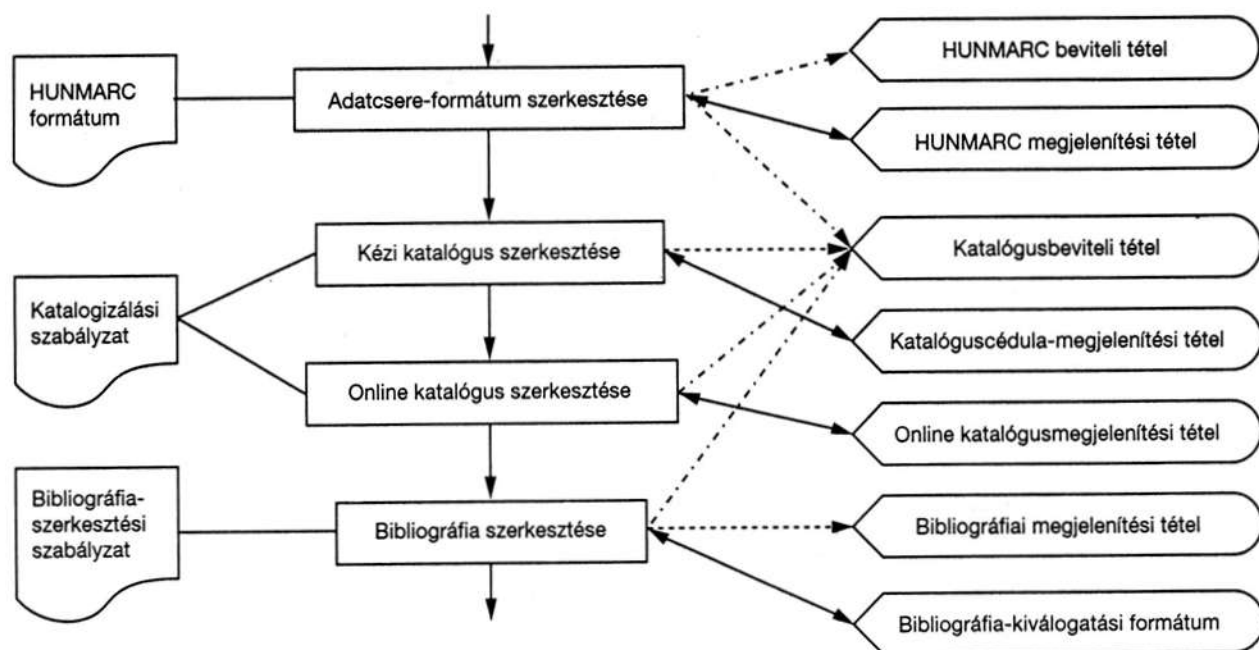 HUNMARC
formátum
Adatcsere-formátum szerkesztése
HUNMARC beviteli tétel
HUNMARC megjelenítési tétel
Kézi katalógus szerkesztése
Katalógusbeviteli tétel
Katalogizálási
szabályzat
Katalóguscédula-megjelenítési tétel
Online katalógus szerkesztése
Online katalógusmegjelenítési tétel
Bibliográfia-
szerkesztési
szabályzat
Bibliográfia szerkesztése
Bibliográfiai megjelenítési tétel
Bibliográfia-kiválogatási formátum